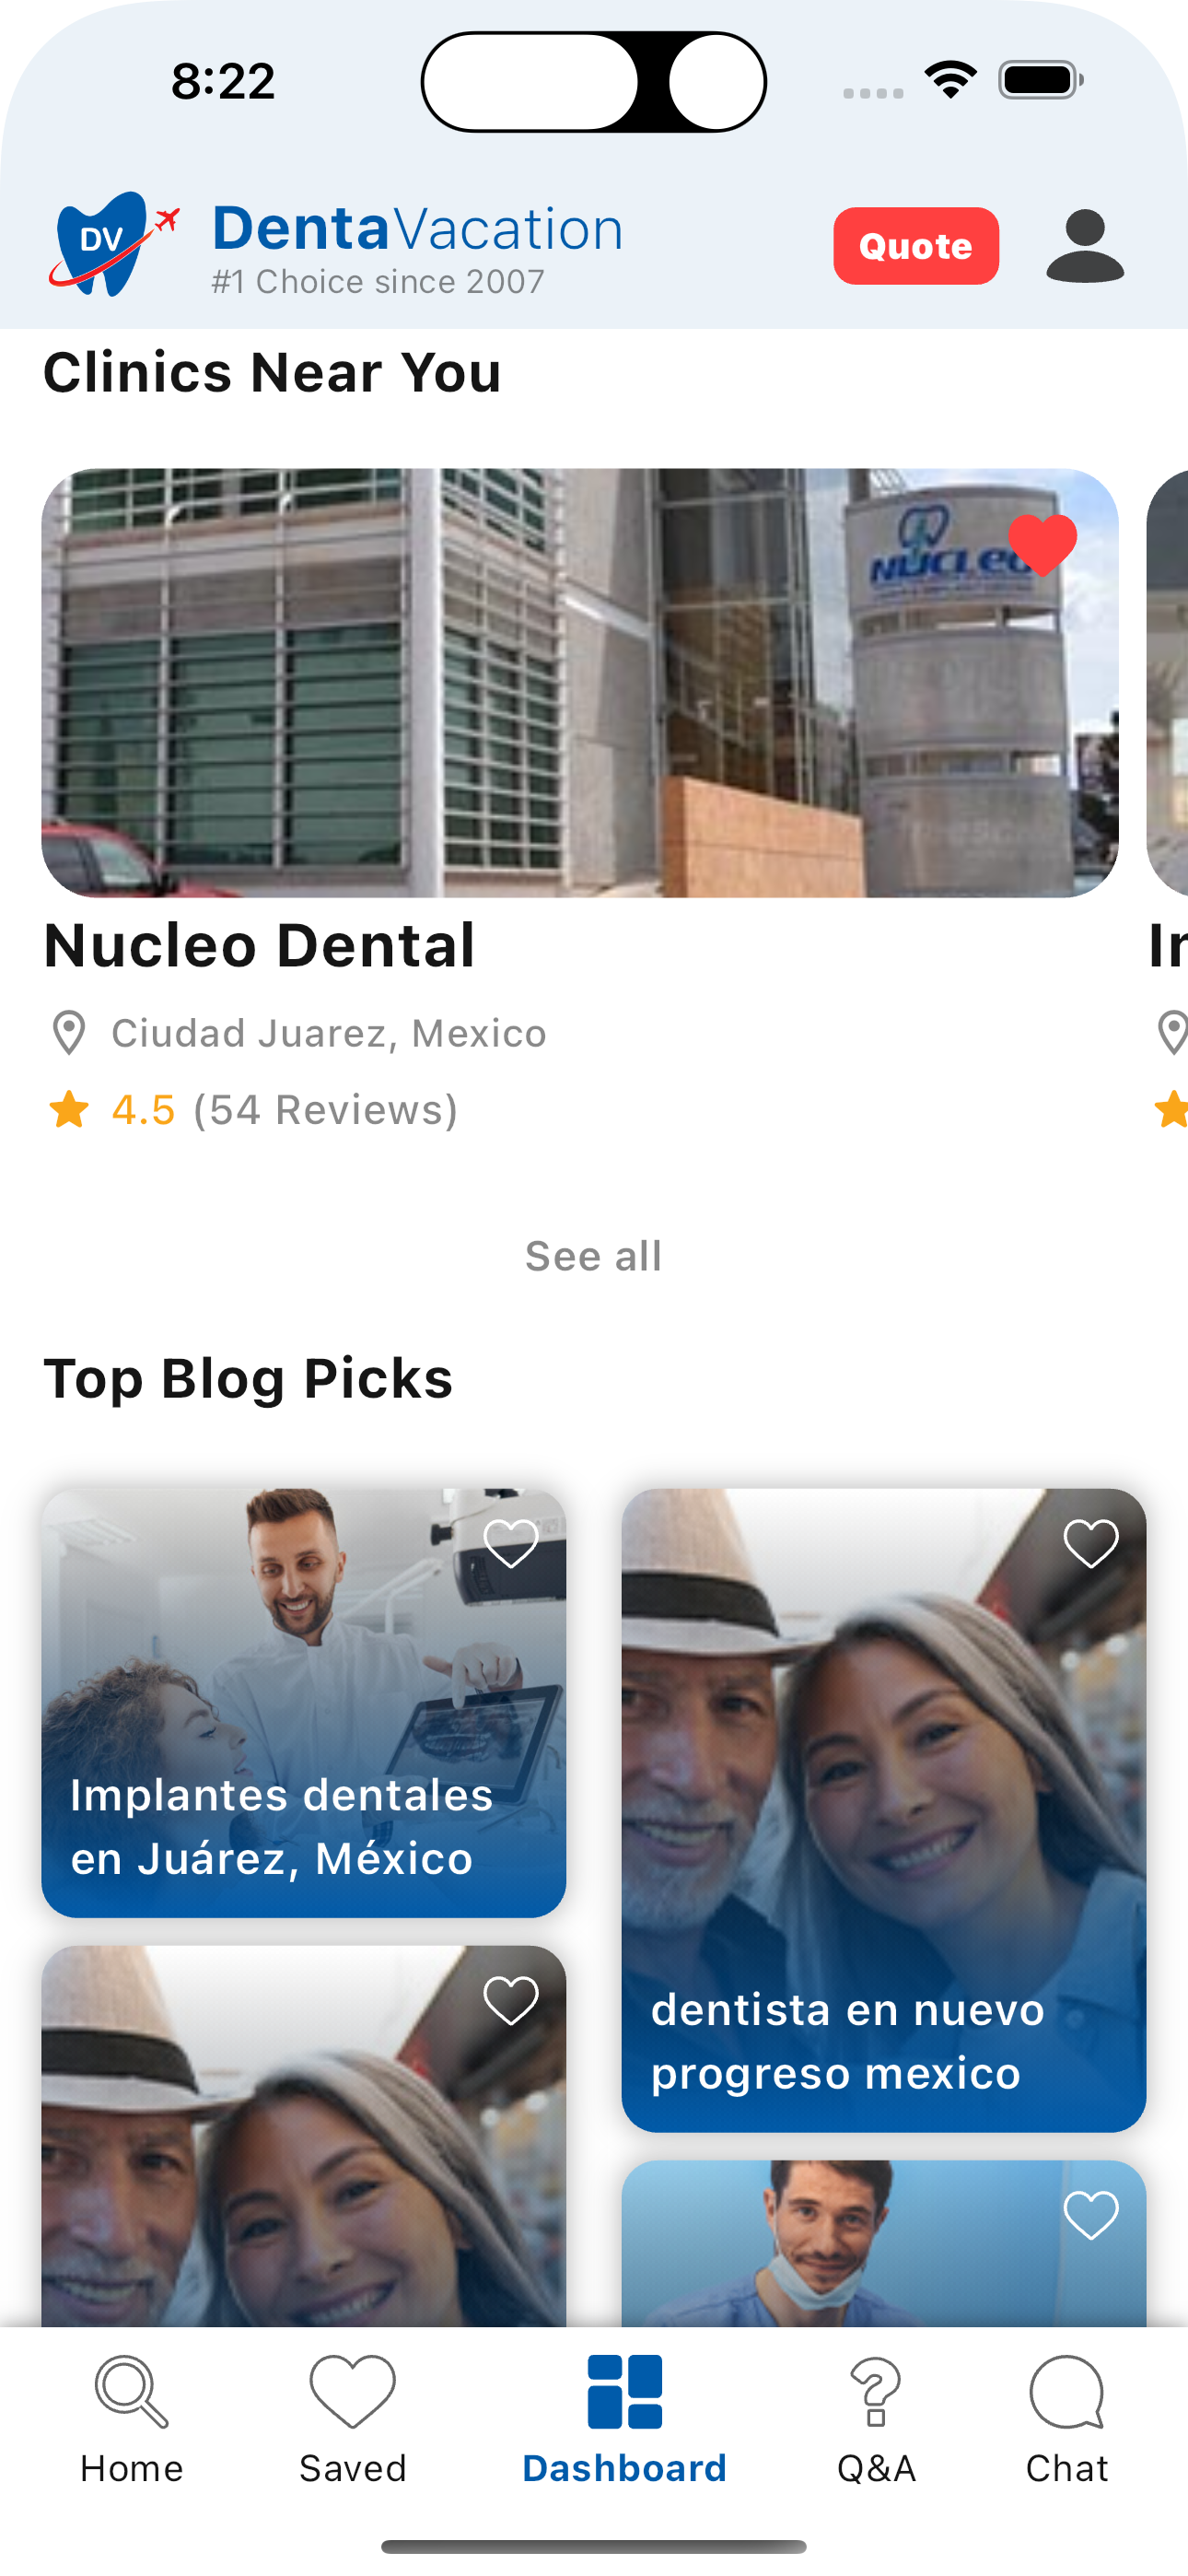 8:22
DV
DentaVacation
#1 Choice since 2007
Quote
Clinics Near You
NUCLEO
Nucleo Dental
Ciudad Juarez, Mexico
4.5 (54 Reviews)
See all
Top Blog Picks
Implantes dentales
en Juárez, México
dentista en nuevo
progreso mexico
Home
Saved
Dashboard
Q&A
Chat